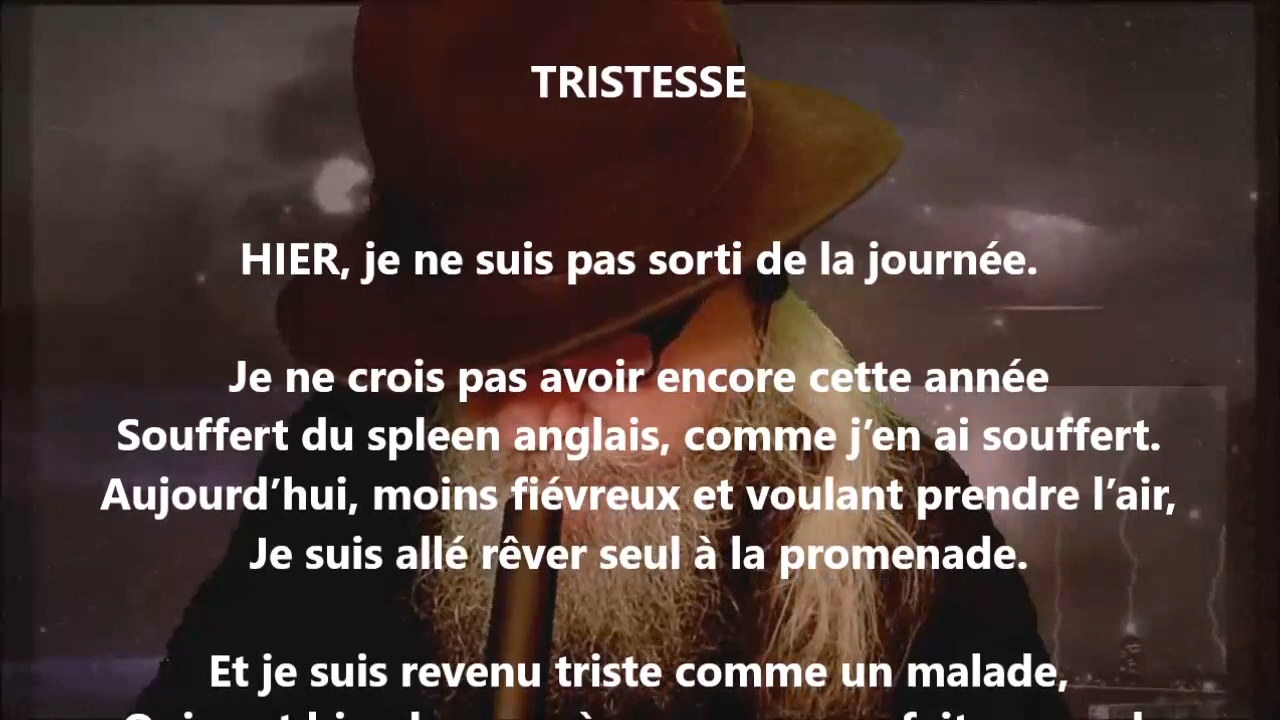 TRISTESSE
HIER, je ne suis pas sorti de la journée.
Je ne crois pas avoir encore cette année
Souffert du spleen anglais, comme j’en ai souffert.
Aujourd’hui, moins fiévreux et voulant prendre l’air,
Je suis allé rêver seul à la promenade.
Et je suis revenu triste comme un malade,